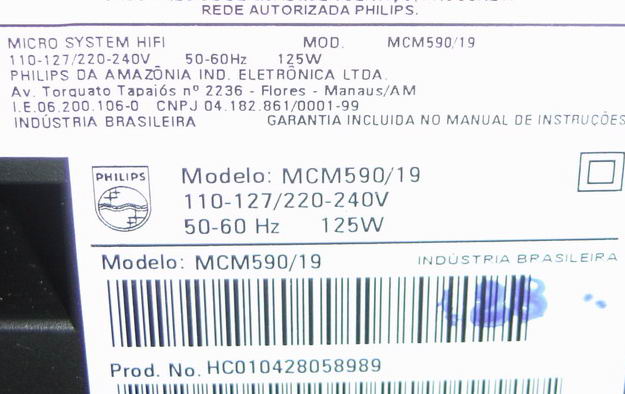 REDE AUTORIZADA PHILIPS.
MICRO SYSTEM HIFI MOD. MCM590/19
110-127/220-240V 50-60Hz 125W
PHILIPS DA AMAZÔNIA IND. ELETRÔNICA LTDA.
Av. Torquato Tapajós nº 2236 - Flores - Manaus/AM
I.E.06.200.106-0 CNPJ 04.182.861/0001-99
INDÚSTRIA BRASILEIRA GARANTIA INCLUIDA NO MANUAL DE INSTRUÇÕES
PHILIPS
Modelo: MCM590/19
110-127/220-240V
50-60 Hz 125W
Modelo: MCM590/19 INDÚSTRIA BRASILEIRA
Prod. No. HC010428058989